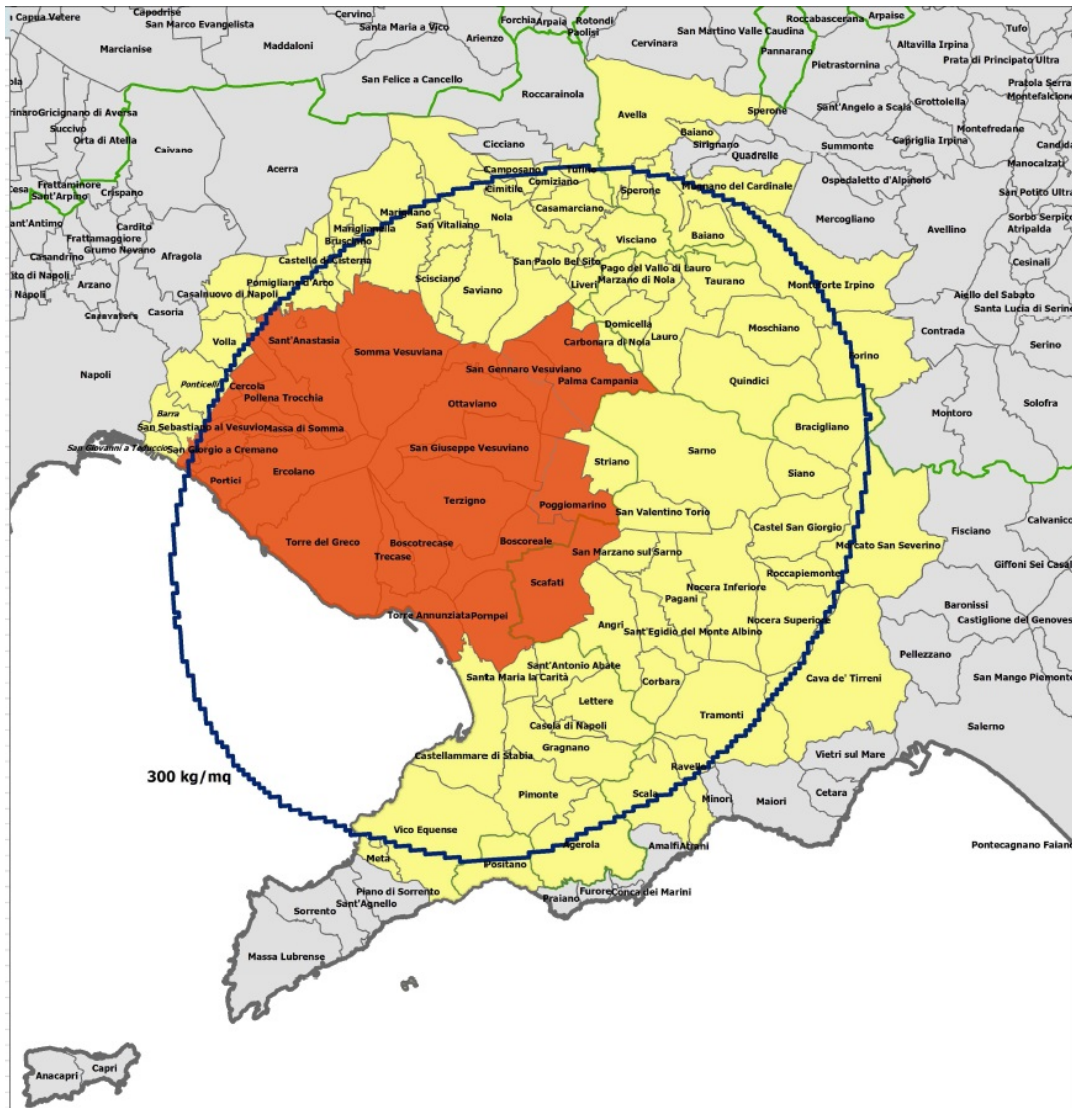 Capua Vetere
Capodrise
San Marco Evangelista
Cervino
Santa Maria a Vico
Forchia
Arpaia
Rotondi
Paolisi
Roccabascerana
Arpaise
Marcianise
Maddaloni
Arienzo
Cervinara
San Martino Valle Caudina
Pannarano
Altavilla Irpina
Tufo
Prata di Principato Ultra
Pietrastornina
San Felice a Cancello
Roccarainola
Pratola Serra
Montefalcione
Gricignano di Aversa
Succivo
Orta di Atella
Caivano
Acerra
Avella
Sperone
Sant'Angelo a Scala
Grottolella
Montefredane
Capriglia Irpina
Candida
Cicciano
Baiano
Sirignano
Quadrelle
Summonte
Manocalzati
Frattaminore
Sant'Arpino
Crispano
Camposano
Cimitile
Comiziano
Sperone
Mugnano del Cardinale
Ospedaletto d'Alpinolo
San Potito Ultra
Cardito
Frattamaggiore
Grumo Nevano
Casandrino
Afragola
Marigliano
Mariglianella
Brusciano
San Vitaliano
Nola
Casamarciano
Visciano
Baiano
Mercogliano
Avellino
Sorbo Serpico
Atripalda
Cesinali
Arzano
Casavatore
Casoria
Castello di Cisterna
Pomigliano d'Arco
Casalnuovo di Napoli
Scisciano
Saviano
San Paolo Bel Sito
Liveri
Pago del Vallo di Lauro
Marzano di Nola
Taurano
Monteforte Irpino
Aiello del Sabato
Santa Lucia di Serino
Volla
Sant'Anastasia
Somma Vesuviana
Domicella
Carbonara di Nola
Lauro
Moschiano
Contrada
Forino
Serino
Napoli
Ponticelli
Cercola
Pollena Trocchia
San Gennaro Vesuviano
Palma Campania
Ottaviano
Quindici
Montoro
Solofra
Barra
San Sebastiano al Vesuvio
Massa di Somma
Bracigliano
San Giovanni a Teduccio
San Giorgio a Cremano
San Giuseppe Vesuviano
Striano
Sarno
Siano
Portici
Ercolano
Terzigno
Poggiomarino
San Valentino Torio
Castel San Giorgio
Fisciano
Calvanico
Torre del Greco
Boscotrecase
Trecase
Boscoreale
San Marzano sul Sarno
Mercato San Severino
Giffoni Sei Casali
Scafati
Nocera Inferiore
Pagani
Roccapiemonte
Baronissi
Castiglione del Genovesi
Torre Annunziata
Pompei
Angri
Sant'Egidio del Monte Albino
Nocera Superiore
Pellezzano
Sant'Antonio Abate
Santa Maria la Carità
Corbara
Cava de' Tirreni
San Mango Piemonte
Lettere
Casola di Napoli
Tramonti
Salerno
Gragnano
Castellammare di Stabia
300 kg/mq
Ravello
Vietri sul Mare
Pimonte
Scala
Minori
Maiori
Cetara
Vico Equense
Agerola
Amalfi
Atrani
Pontecagnano Faiano
Meta
Positano
Piano di Sorrento
Sant'Agnello
Praiano
Furore
Conca dei Marini
Sorrento
Massa Lubrense
Anacapri
Capri